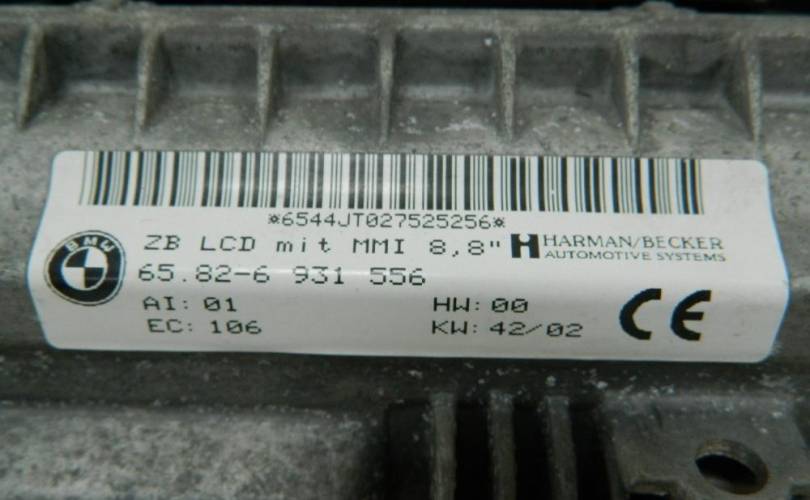 *6544JT027525256*
ZB LCD mit MMI 8,8" HARMAN/BECKER
AUTOMOTIVE SYSTEMS
BMW 65.82-6 931 556
AI: 01 HW: 00 CE
EC: 106 KW: 42/02